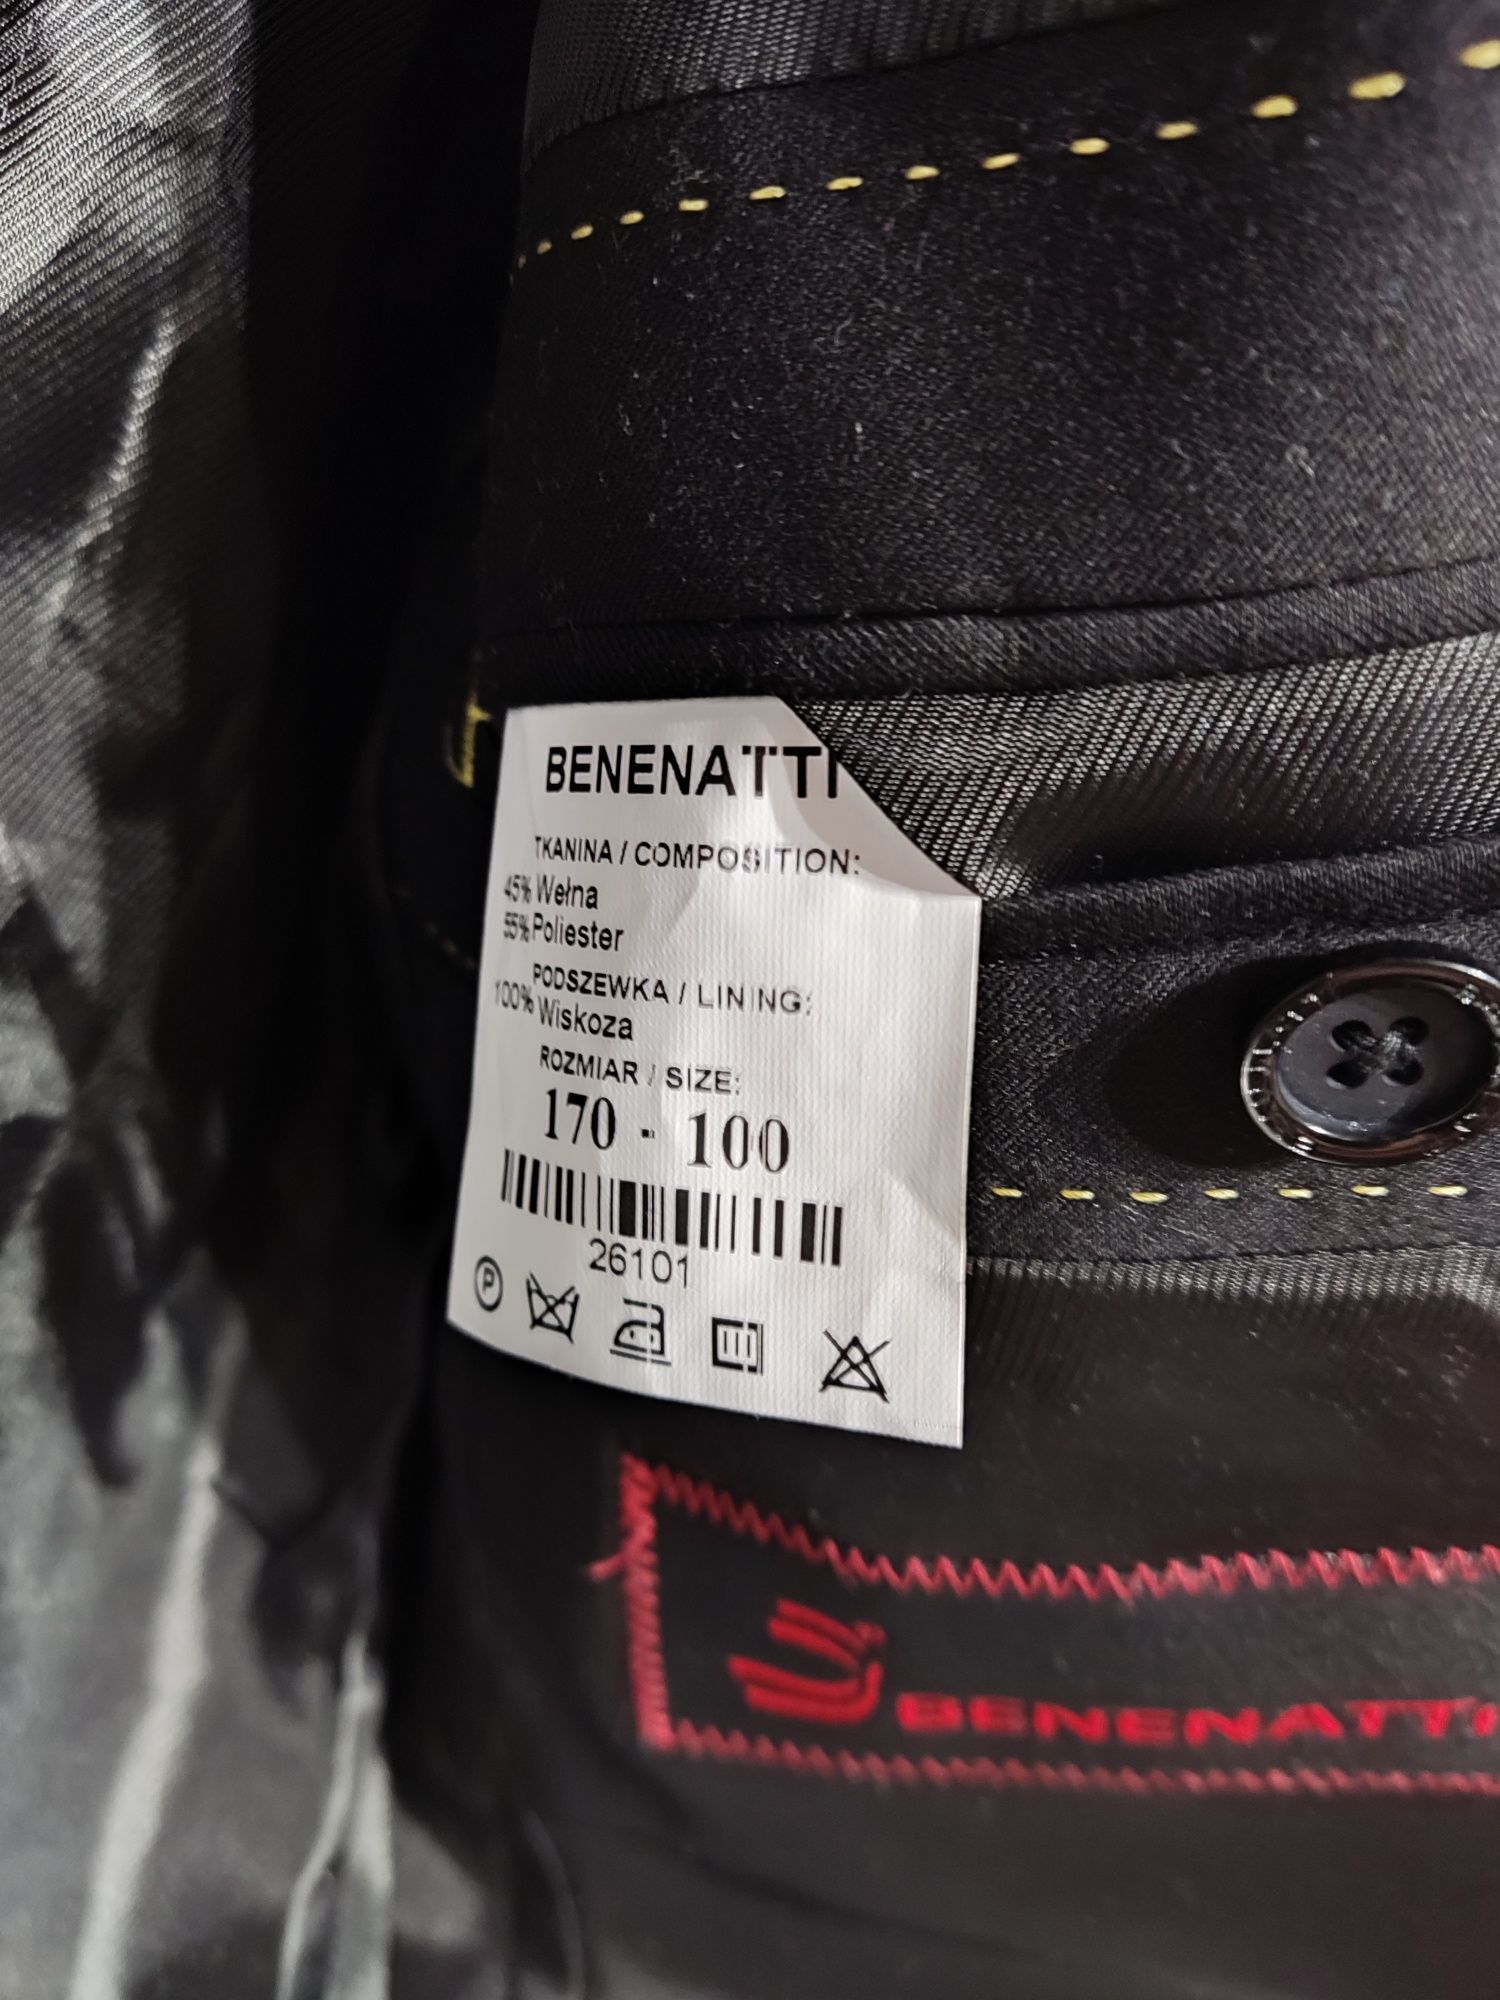 BENENATTI
TKANINA / COMPOSITION:
45% Wełna
55% Poliester
PODSZEWKA / LINING:
100% Wiskoza
ROZMIAR / SIZE:
170 - 100
26101
P
BENENATTI